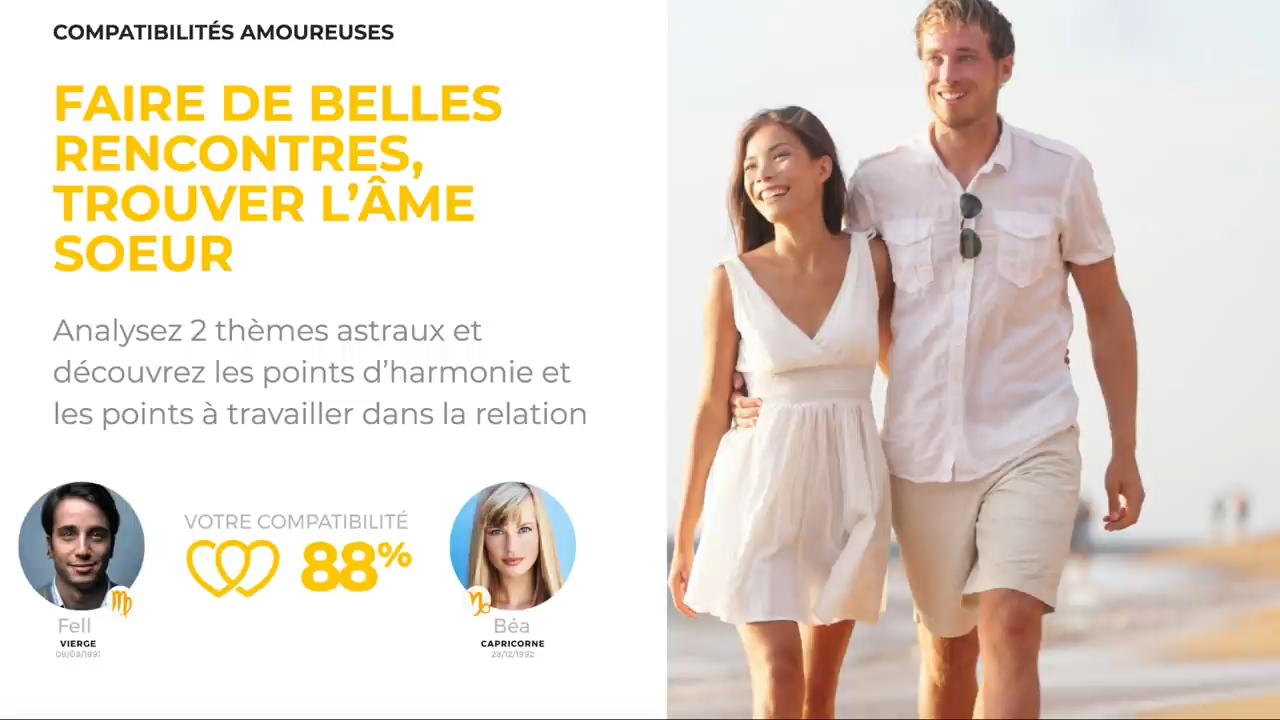 COMPATIBILITÉS AMOUREUSES
FAIRE DE BELLES
RENCONTRES,
TROUVER L'ÂME
SOEUR
Analysez 2 thèmes astraux et
découvrez les points d'harmonie et
les points à travailler dans la relation
VOTRE COMPATIBILITÉ
88%
Fell
VIERGE
Béa
CAPRICORNE